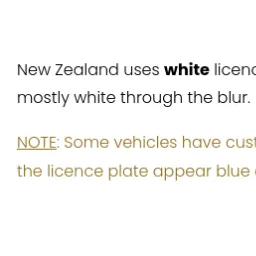 New Zealand uses white licenc
mostly white through the blur.
NOTE: Some vehicles have cust
the licence plate appear blue